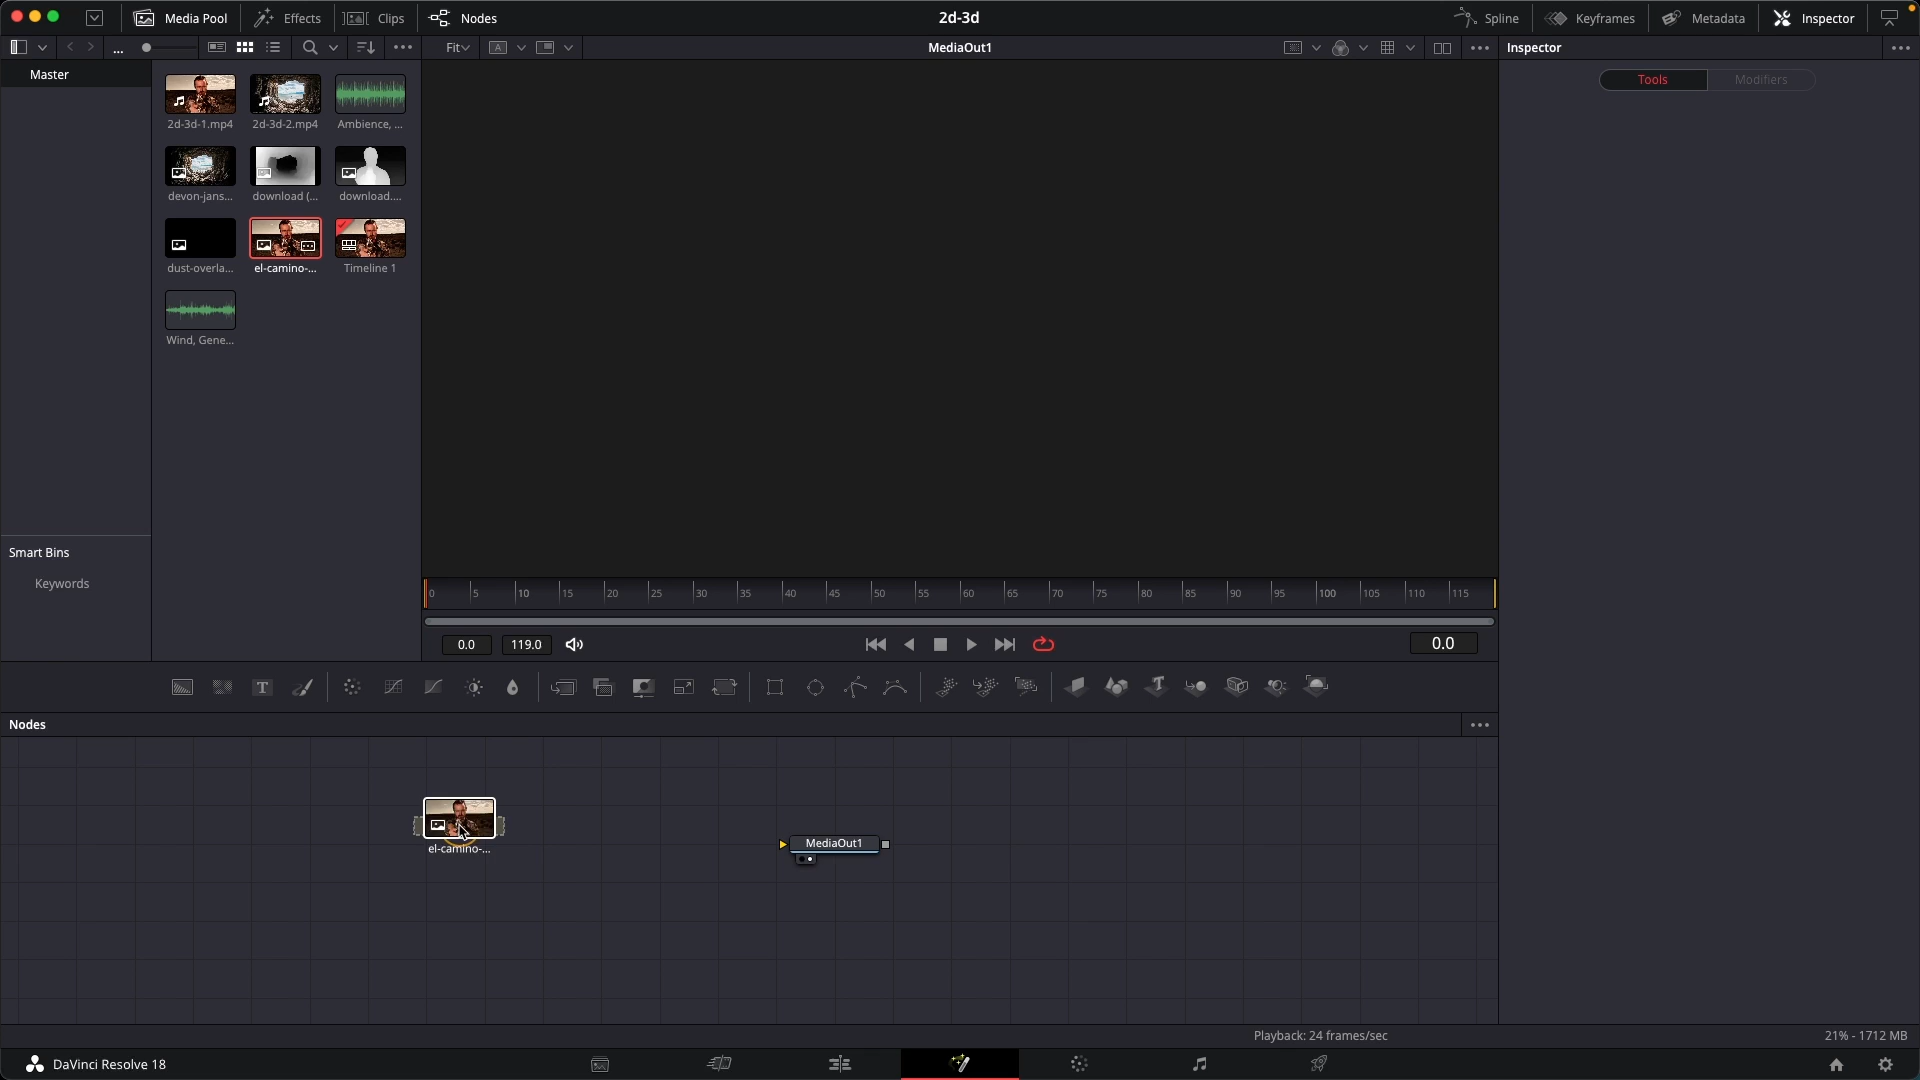 Media Pool
Effects
Clips
Nodes
2d-3d
Spline
Keyframes
Metadata
Inspector
...
Fit
A
MediaOut1
Inspector
Master
Tools
Modifiers
2d-3d-1.mp4
2d-3d-2.mp4
Ambience, ...
devon-jans...
download (...
download....
dust-overla...
el-camino-...
Timeline 1
Wind, Gene...
Smart Bins
Keywords
0 5 10 15 20 25 30 35 40 45 50 55 60 65 70 75 80 85 90 95 100 105 110 115
0.0
119.0
0.0
T
T
Nodes
el-camino-...
MediaOut1
Playback: 24 frames/sec
21% - 1712 MB
DaVinci Resolve 18